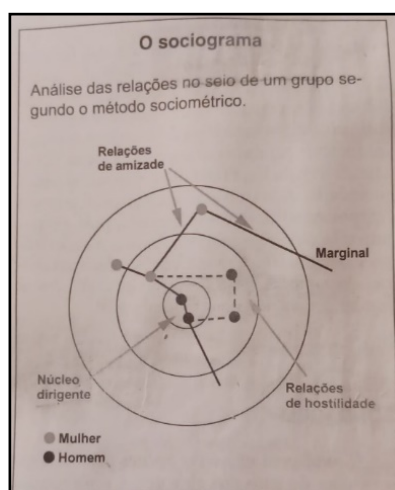 O sociograma
Análise das relações no seio de um grupo se-
gundo o método sociométrico.
Relações
de amizade
Marginal
Núcleo
dirigente
Relações
de hostilidade
Mulher
Homem